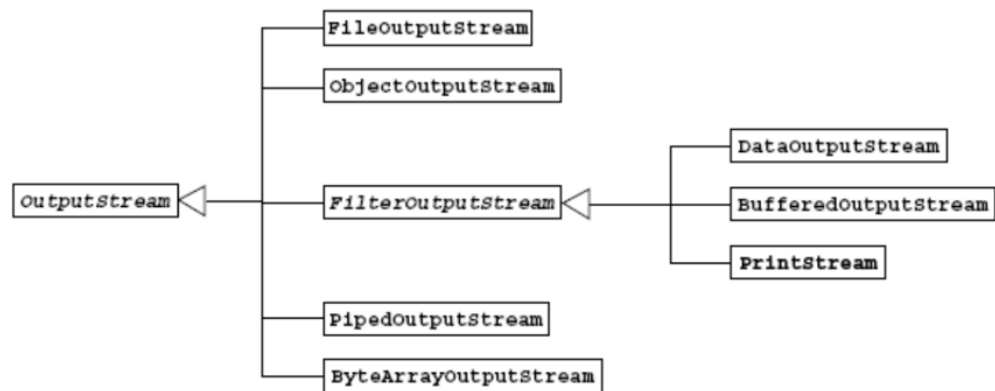 FileOutputStream
ObjectOutputStream
DataOutputStream
OutputStream
FilterOutputStream
BufferedOutputStream
PrintStream
PipedOutputStream
ByteArrayOutputStream